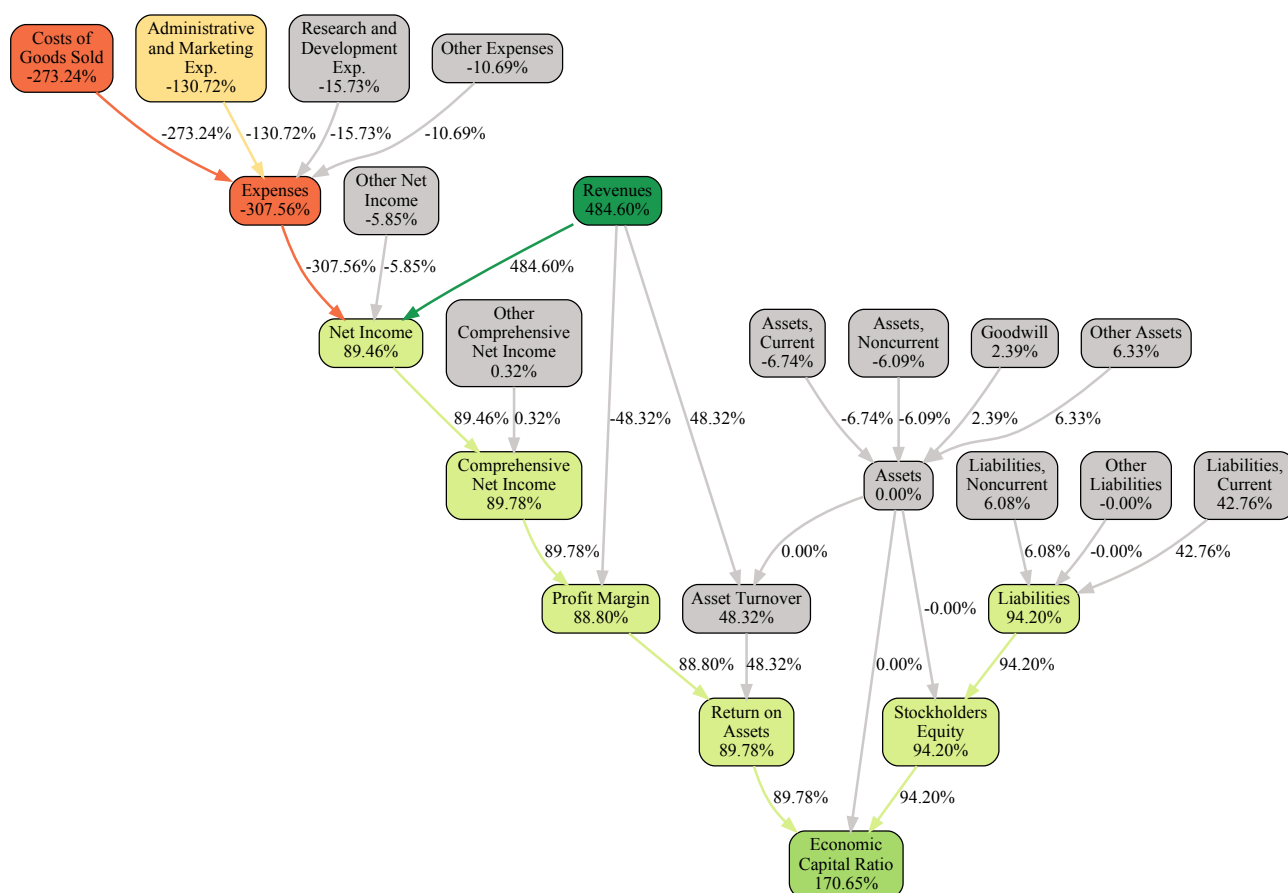 Costs of
Goods Sold
-273.24%
Administrative
and Marketing
Exp.
-130.72%
Research and
Development
Exp.
-15.73%
Other Expenses
-10.69%
-273.24%
-130.72%
-15.73%
-10.69%
Expenses
-307.56%
Other Net
Income
-5.85%
Revenues
484.60%
-307.56%
-5.85%
484.60%
Net Income
89.46%
Other
Comprehensive
Net Income
0.32%
Assets,
Current
-6.74%
Assets,
Noncurrent
-6.09%
Goodwill
2.39%
Other Assets
6.33%
89.46%
0.32%
-48.32%
48.32%
-6.74%
-6.09%
2.39%
6.33%
Comprehensive
Net Income
89.78%
Assets
0.00%
Liabilities,
Noncurrent
6.08%
Other
Liabilities
-0.00%
Liabilities,
Current
42.76%
89.78%
0.00%
6.08%
-0.00%
42.76%
Profit Margin
88.80%
Asset Turnover
48.32%
-0.00%
Liabilities
94.20%
88.80%
48.32%
0.00%
94.20%
Return on
Assets
89.78%
Stockholders
Equity
94.20%
89.78%
94.20%
Economic
Capital Ratio
170.65%